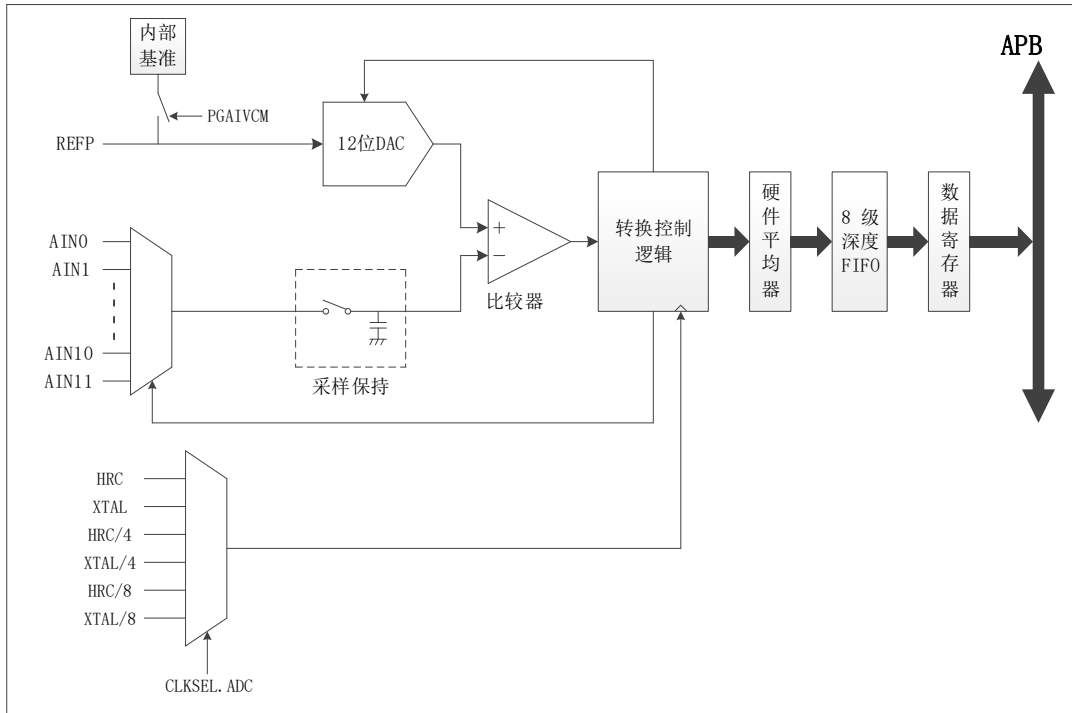 内部
基准
APB
PGAIVCM
REFP
12位DAC
AIN0
AIN1
AIN10
AIN11
+
−
比较器
采样保持
转换控制
逻辑
硬
件
平
均
器
8 级
深度
FIFO
数
据
寄
存
器
HRC
XTAL
HRC/4
XTAL/4
HRC/8
XTAL/8
CLKSEL.ADC